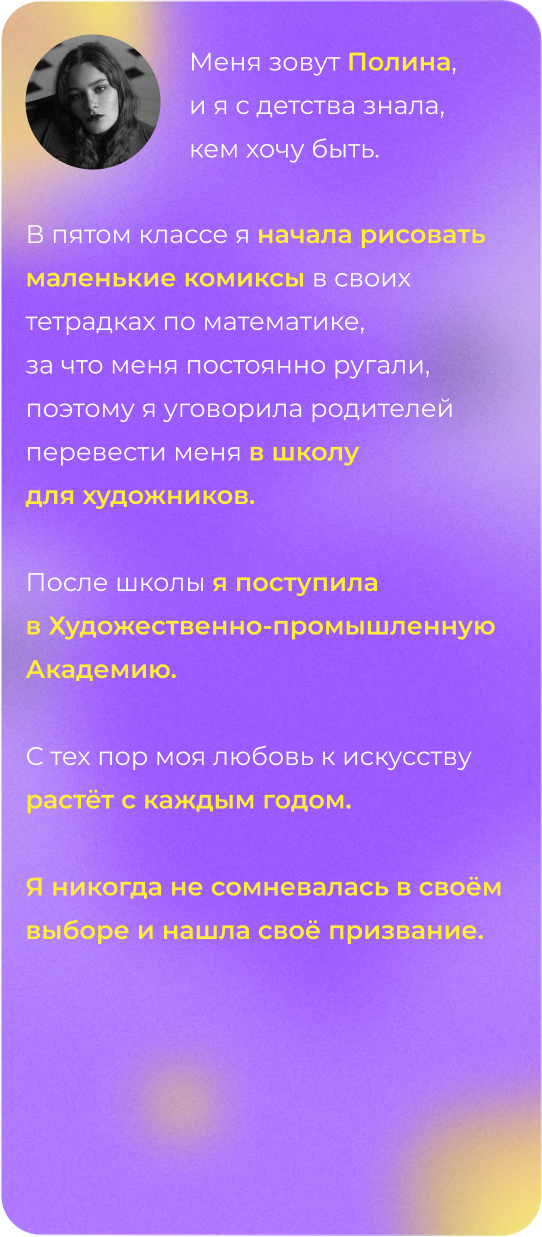 Меня зовут Полина,
и я с детства знала,
кем хочу быть.
В пятом классе я начала рисовать
маленькие комиксы в своих
тетрадках по математике,
за что меня постоянно ругали,
поэтому я уговорила родителей
перевести меня в школу
для художников.
После школы я поступила
в Художественно-промышленную
Академию.
С тех пор моя любовь к искусству
растёт с каждым годом.
Я никогда не сомневалась в своём
выборе и нашла своё призвание.